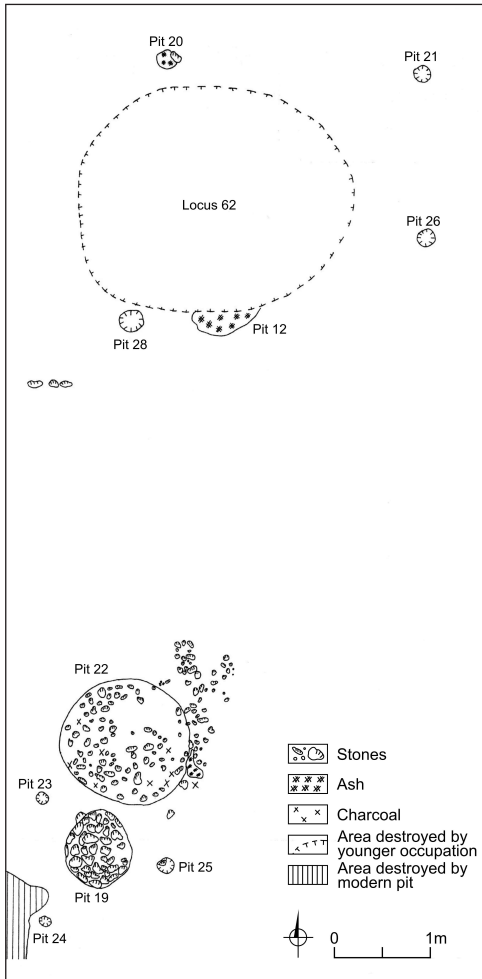 Pit 20
Pit 21
Locus 62
Pit 26
Pit 12
Pit 28
Pit 22
Stones
Ash
Pit 23
Charcoal
Area destroyed by
younger occupation
Pit 25
Area destroyed by
modern pit
Pit 19
Pit 24
0 1m